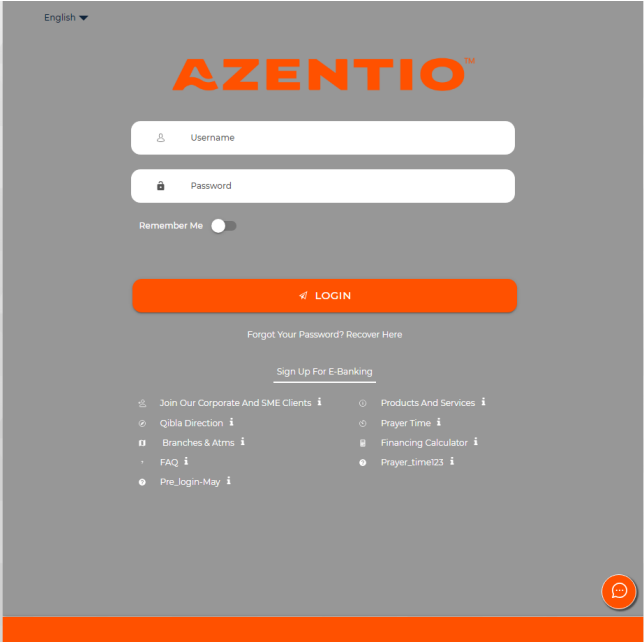 English
AZENTIO™
Username
Password
Remember Me
LOGIN
Forgot Your Password? Recover Here
Sign Up For E-Banking
Join Our Corporate And SME Clients i
Products And Services i
Qibla Direction i
Prayer Time i
Branches & Atms i
Financing Calculator i
FAQ i
Prayer_time123 i
Pre_login-May i